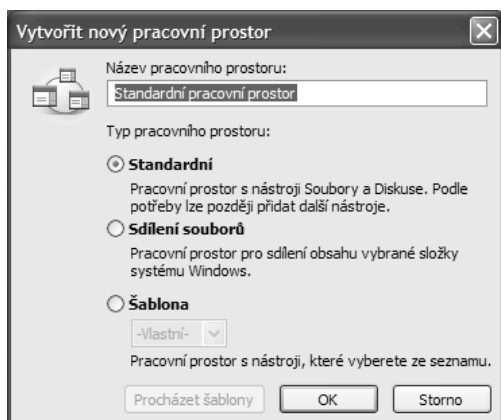 Vytvořit nový pracovní prostor
Název pracovního prostoru:
Standardní pracovní prostor
Typ pracovního prostoru:
Standardní
Pracovní prostor s nástroji Soubory a Diskuse. Podle
potřeby lze později přidat další nástroje.
Sdílení souborů
Pracovní prostor pro sdílení obsahu vybrané složky
systému Windows.
Šablona
-Vlastní-
Pracovní prostor s nástroji, které vyberete ze seznamu.
Procházet šablony OK Storno